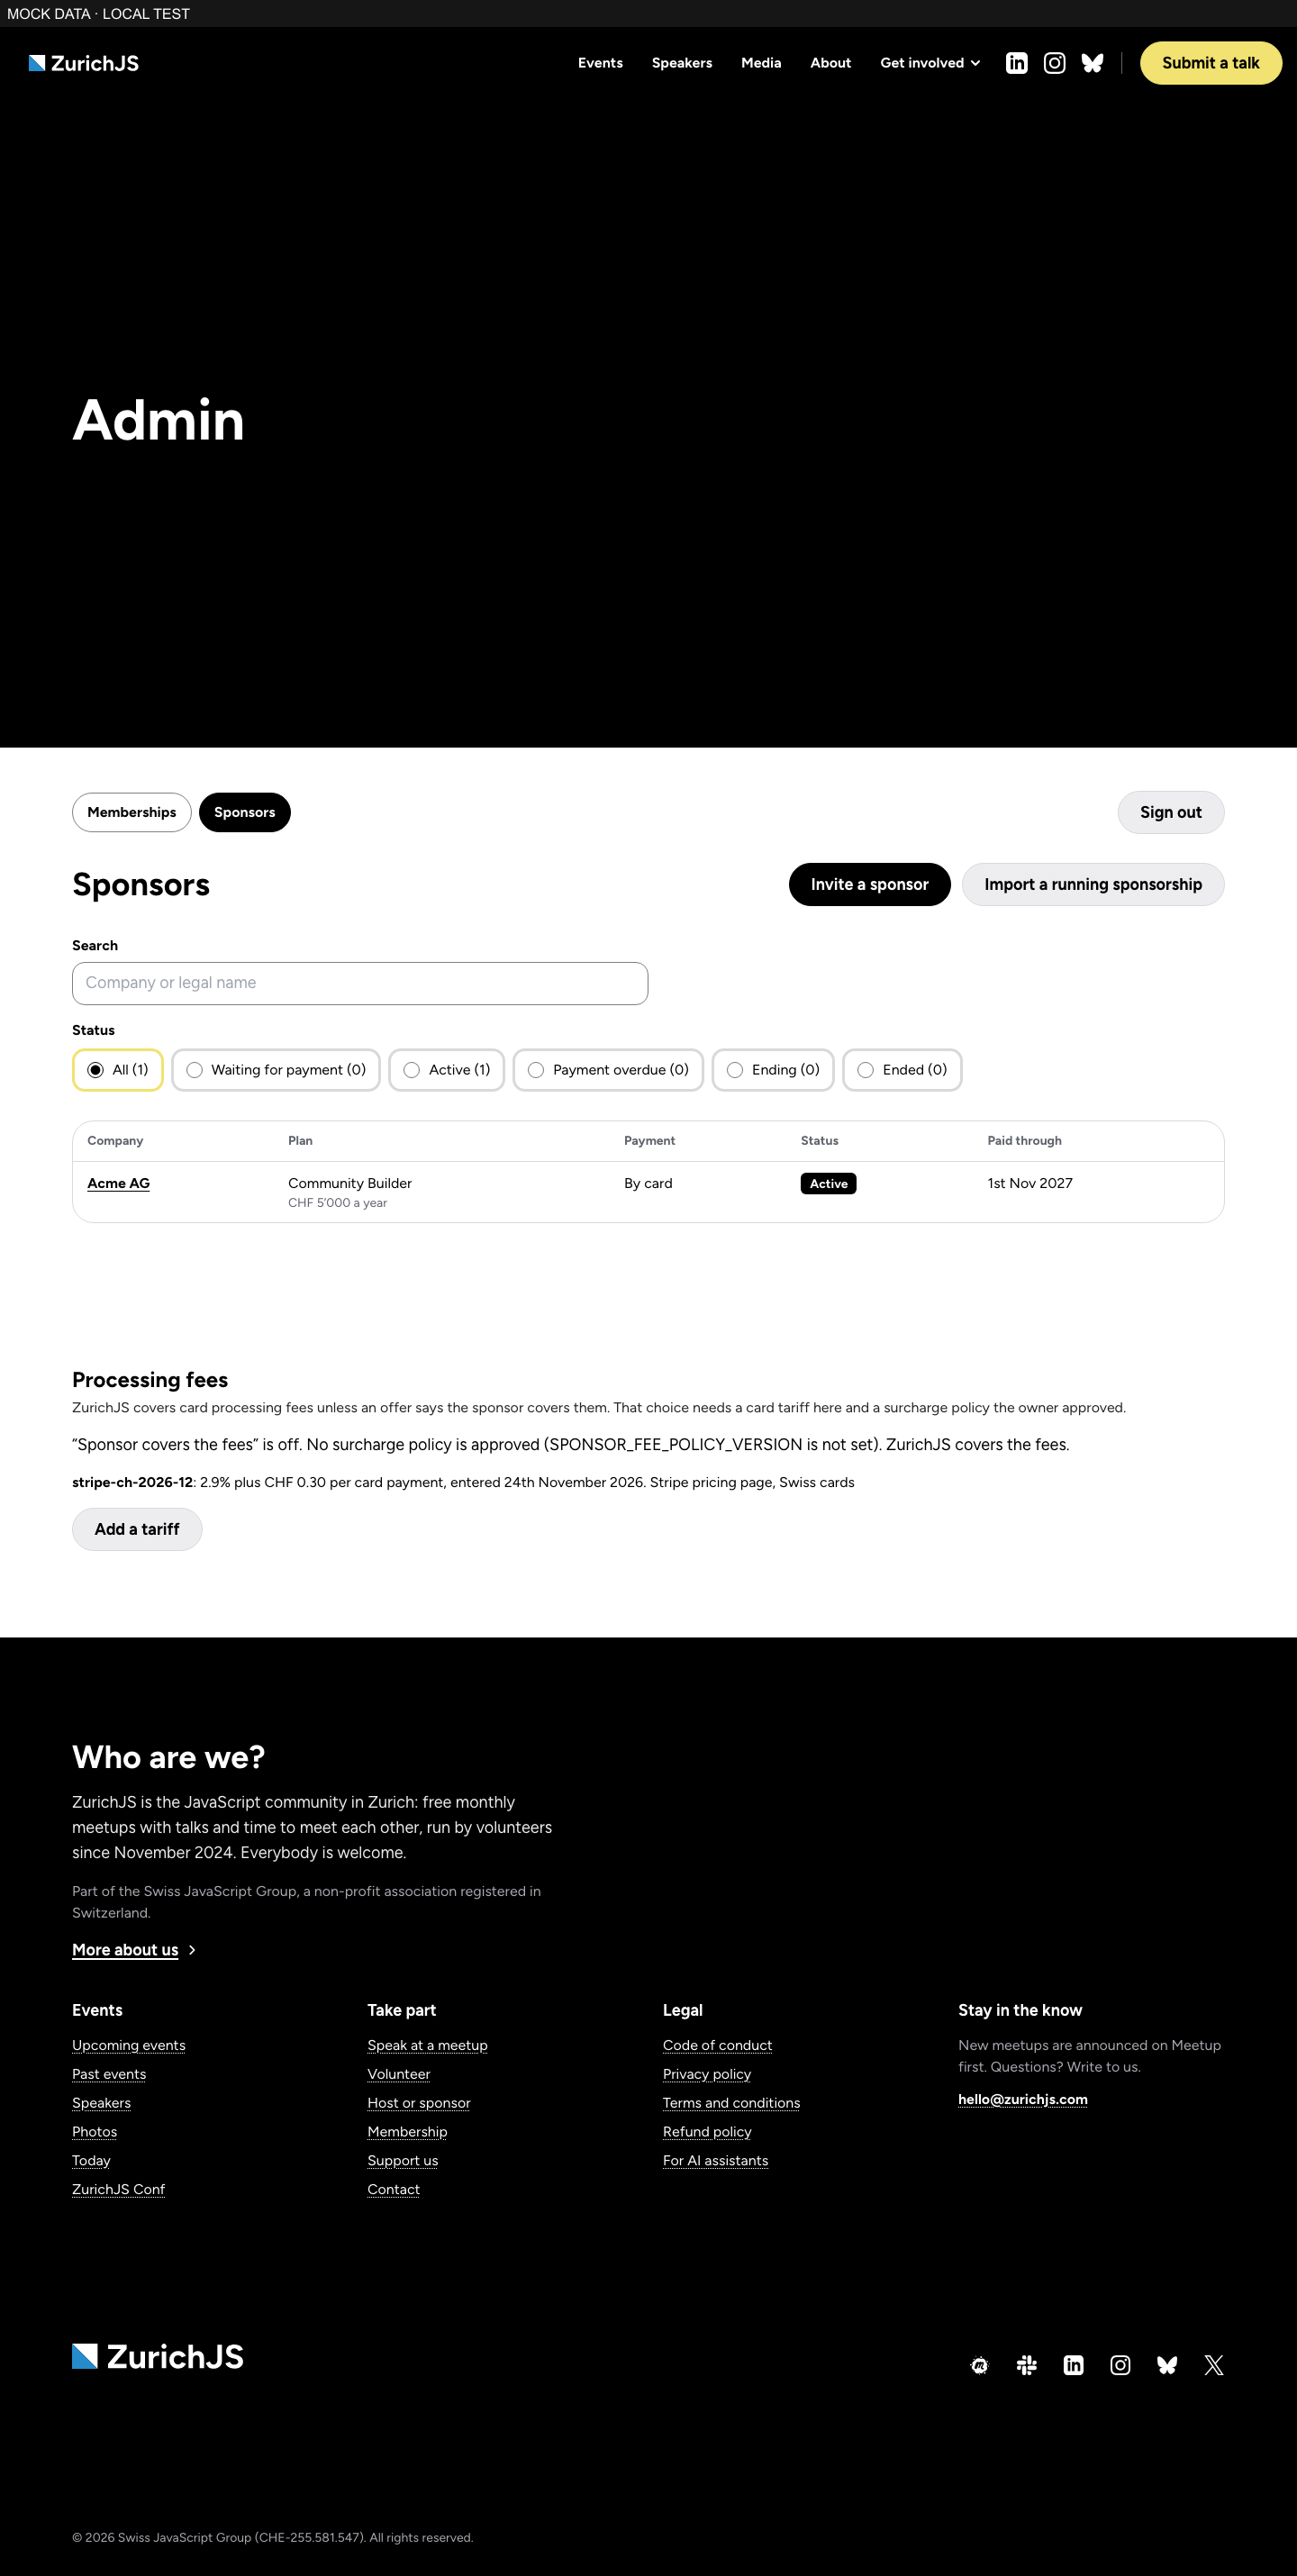 MOCK DATA · LOCAL TEST
ZurichJS
Events
Speakers
Media
About
Get involved
Submit a talk
Admin
Memberships
Sponsors
Sign out
Sponsors
Invite a sponsor
Import a running sponsorship
Search
Company or legal name
Status
All (1)
Waiting for payment (0)
Active (1)
Payment overdue (0)
Ending (0)
Ended (0)
Company
Plan
Payment
Status
Paid through
Acme AG
Community Builder
By card
Active
1st Nov 2027
CHF 5’000 a year
Processing fees
ZurichJS covers card processing fees unless an offer says the sponsor covers them. That choice needs a card tariff here and a surcharge policy the owner approved.
“Sponsor covers the fees” is off. No surcharge policy is approved (SPONSOR_FEE_POLICY_VERSION is not set). ZurichJS covers the fees.
stripe-ch-2026-12: 2.9% plus CHF 0.30 per card payment, entered 24th November 2026. Stripe pricing page, Swiss cards
Add a tariff
Who are we?
ZurichJS is the JavaScript community in Zurich: free monthly
meetups with talks and time to meet each other, run by volunteers
since November 2024. Everybody is welcome.
Part of the Swiss JavaScript Group, a non-profit association registered in
Switzerland.
More about us
Events
Upcoming events
Past events
Speakers
Photos
Today
ZurichJS Conf
Take part
Speak at a meetup
Volunteer
Host or sponsor
Membership
Support us
Contact
Legal
Code of conduct
Privacy policy
Terms and conditions
Refund policy
For AI assistants
Stay in the know
New meetups are announced on Meetup
first. Questions? Write to us.
hello@zurichjs.com
ZurichJS
© 2026 Swiss JavaScript Group (CHE-255.581.547). All rights reserved.